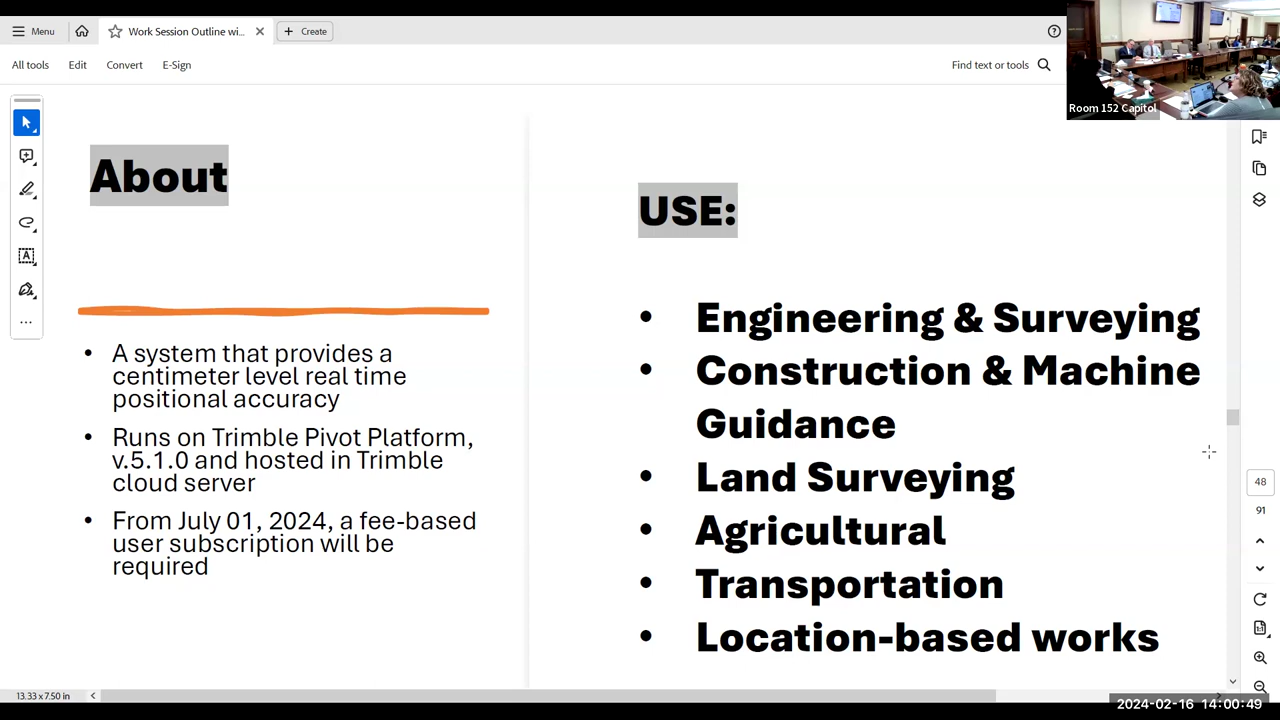 Menu
Work Session Outline wi...
Create
All tools
Edit
Convert
E-Sign
Find text or tools
Room 152 Capitol
About
A system that provides a
centimeter level real time
positional accuracy
Runs on Trimble Pivot Platform,
v.5.1.0 and hosted in Trimble
cloud server
From July 01, 2024, a fee-based
user subscription will be
required
USE:
Engineering & Surveying
Construction & Machine
Guidance
Land Surveying
Agricultural
Transportation
Location-based works
48
91
13.33 x 7.50 in
2024-02-16 14:00:49